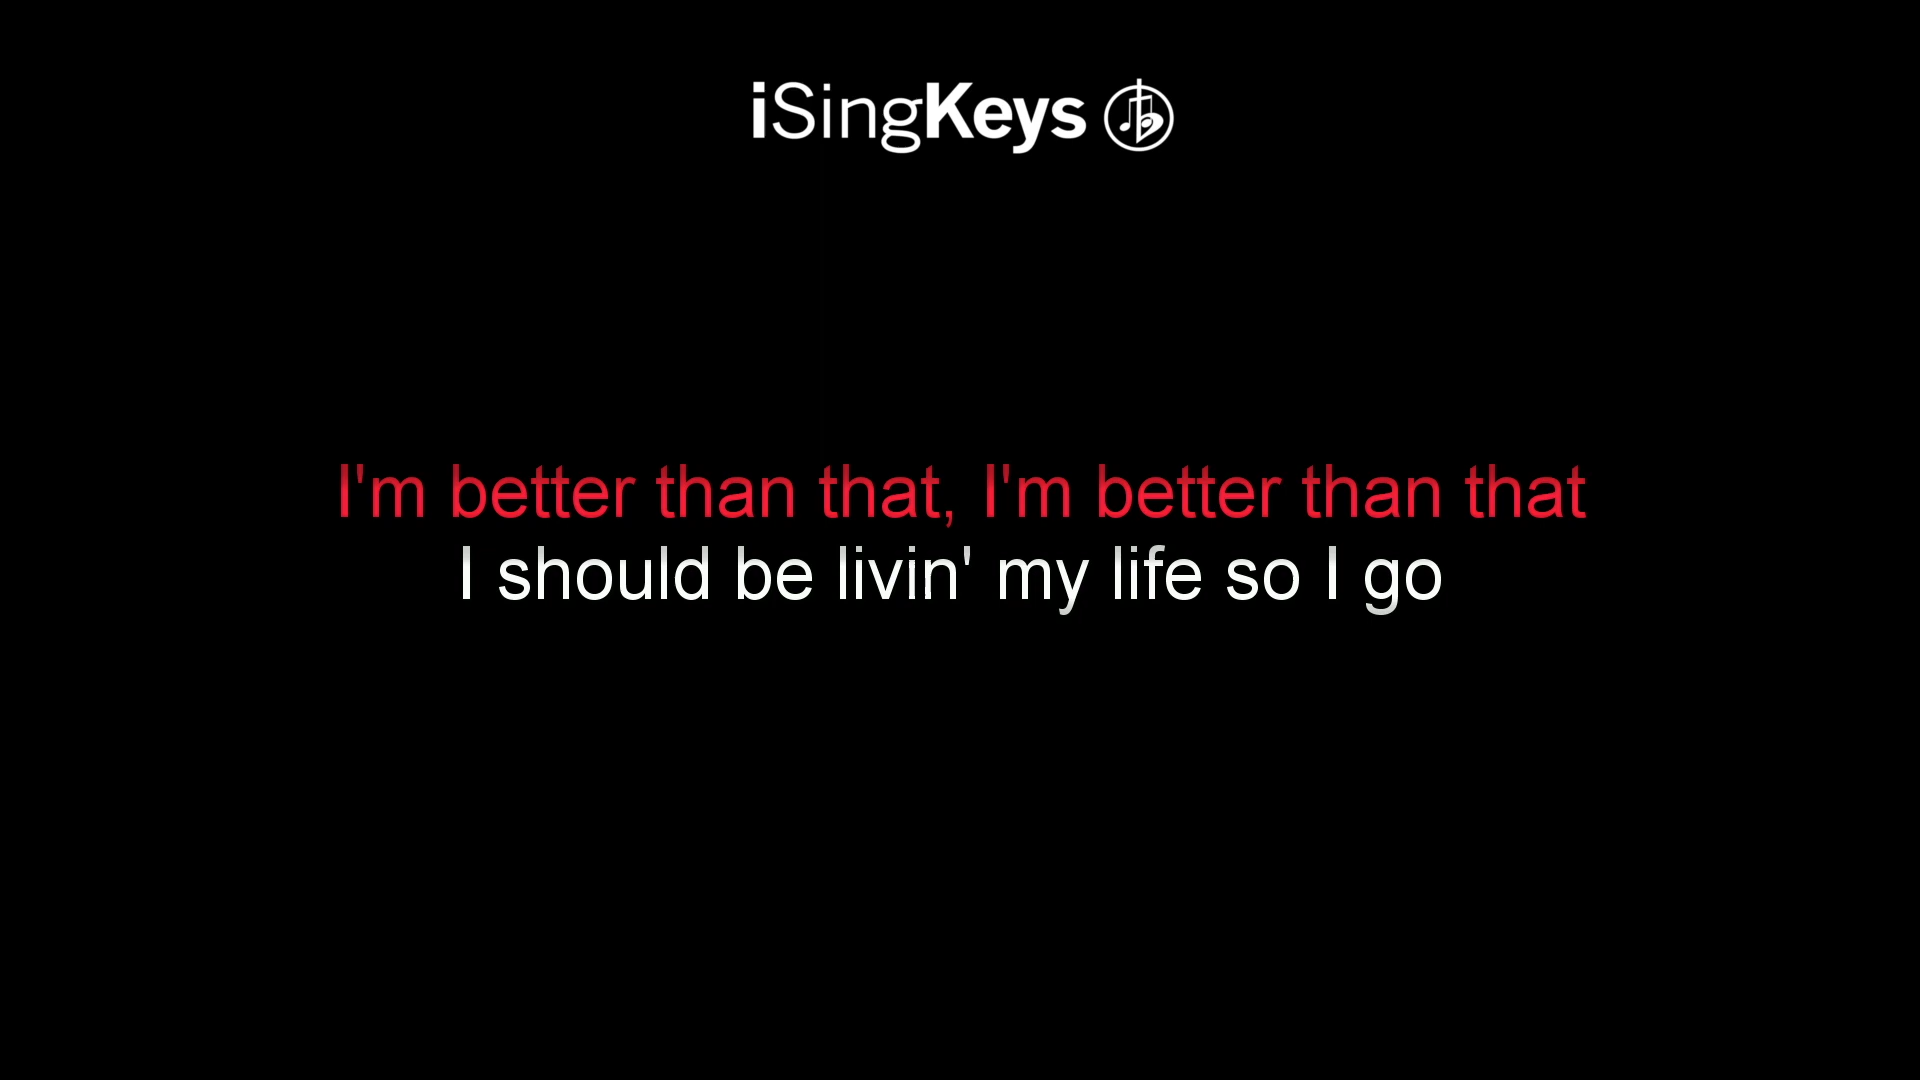 iSingKeys
I'm better than that, I'm better than that
I should be livin' my life so I go